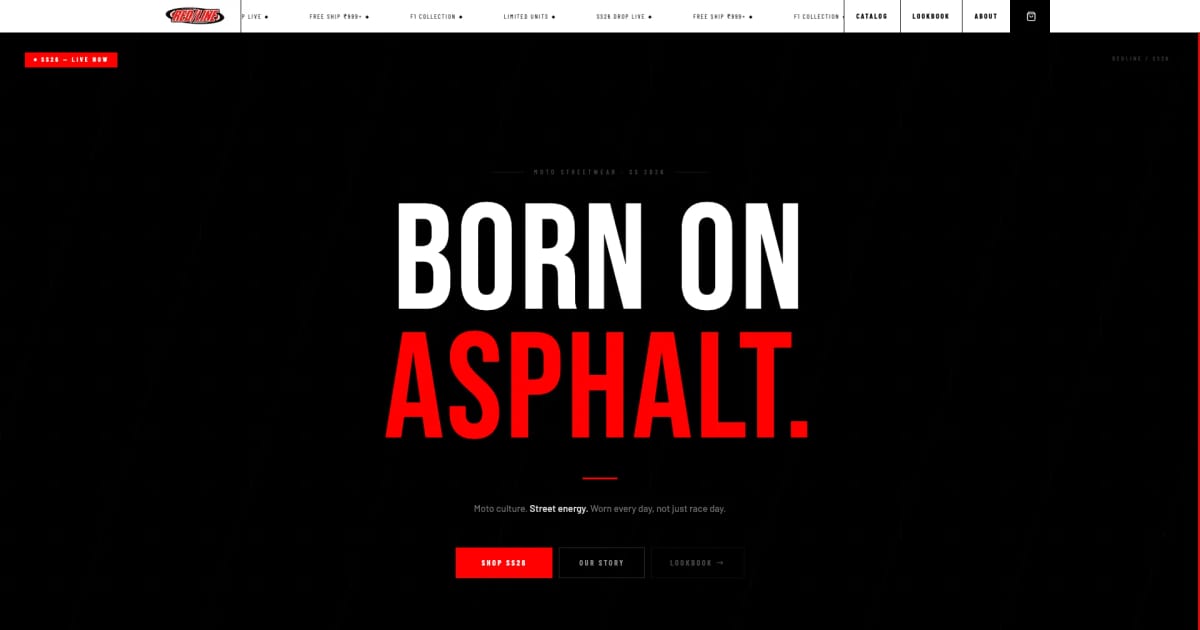 REDLINE
P LIVE ● FREE SHIP ₹999+ ● F1 COLLECTION ● LIMITED UNITS ● SS26 DROP LIVE ● FREE SHIP ₹999+ ● F1 COLLECTION
CATALOG
LOOKBOOK
ABOUT
● SS26 — LIVE NOW
REDLINE / SS26
MOTO STREETWEAR · SS 2026
BORN ON
ASPHALT.
Moto culture. Street energy. Worn every day, not just race day.
SHOP SS26
OUR STORY
LOOKBOOK →